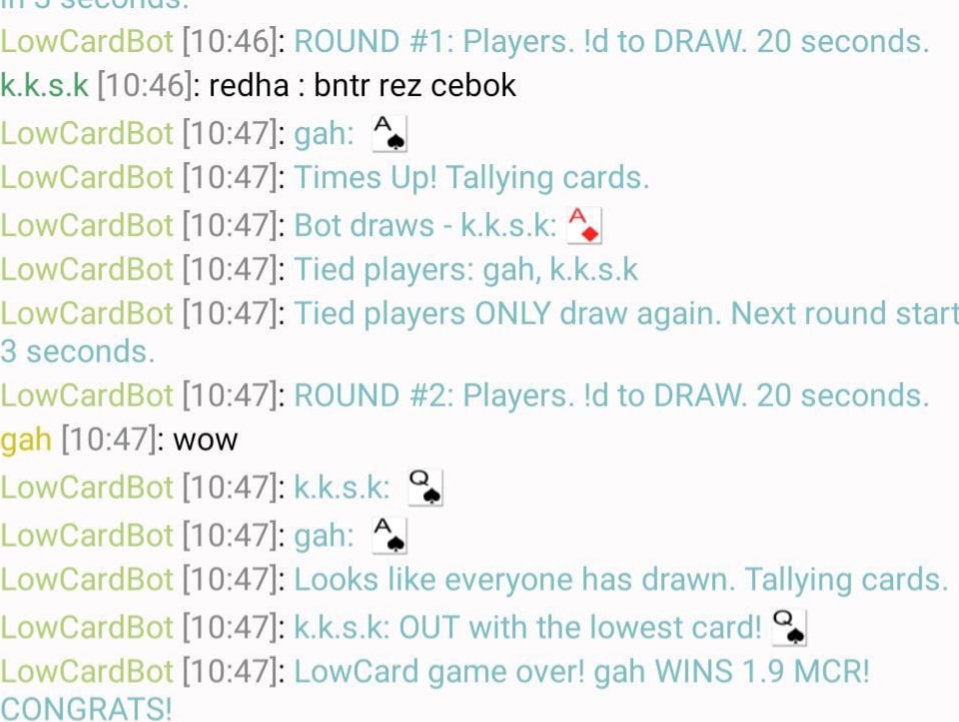 in 3 seconds.
LowCardBot [10:46]: ROUND #1: Players. !d to DRAW. 20 seconds.
k.k.s.k [10:46]: redha : bntr rez cebok
LowCardBot [10:47]: gah: A♠
LowCardBot [10:47]: Times Up! Tallying cards.
LowCardBot [10:47]: Bot draws - k.k.s.k: A♦
LowCardBot [10:47]: Tied players: gah, k.k.s.k
LowCardBot [10:47]: Tied players ONLY draw again. Next round start
3 seconds.
LowCardBot [10:47]: ROUND #2: Players. !d to DRAW. 20 seconds.
gah [10:47]: wow
LowCardBot [10:47]: k.k.s.k: Q♠
LowCardBot [10:47]: gah: A♠
LowCardBot [10:47]: Looks like everyone has drawn. Tallying cards.
LowCardBot [10:47]: k.k.s.k: OUT with the lowest card! Q♠
LowCardBot [10:47]: LowCard game over! gah WINS 1.9 MCR!
CONGRATS!